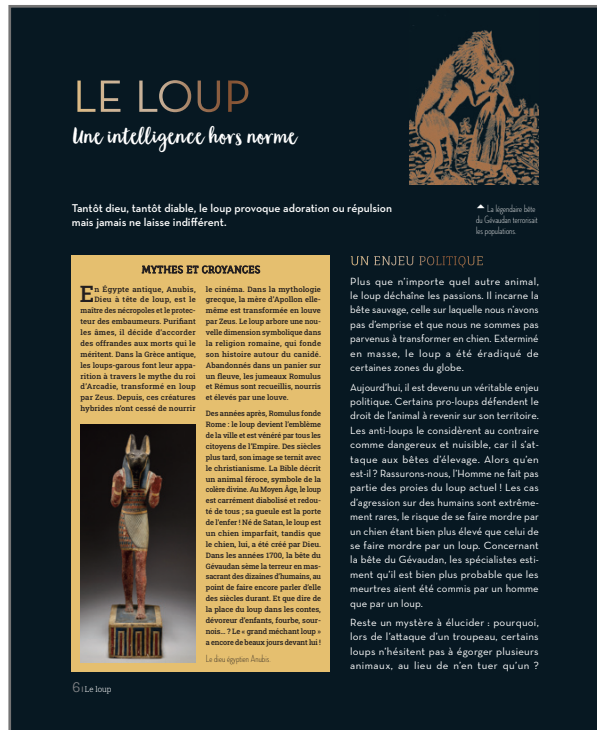 LE LOUP
Une intelligence hors norme
Tantôt dieu, tantôt diable, le loup provoque adoration ou répulsion
mais jamais ne laisse indifférent.
La légendaire bête
du Gévaudan terrorisait
les populations.
MYTHES ET CROYANCES
En Égypte antique, Anubis,
Dieu à tête de loup, est le
maître des nécropoles et le protec-
teur des embaumeurs. Purifiant
les âmes, il décide d'accorder
des offrandes aux morts qui le
méritent. Dans la Grèce antique,
les loups-garous font leur appa-
rition à travers le mythe du roi
d'Arcadie, transformé en loup
par Zeus. Depuis, ces créatures
hybrides n'ont cessé de nourrir
le cinéma. Dans la mythologie
grecque, la mère d'Apollon elle-
même est transformée en louve
par Zeus. Le loup arbore une nou-
velle dimension symbolique dans
la religion romaine, qui fonde
son histoire autour du canidé.
Abandonnés dans un panier sur
un fleuve, les jumeaux Romulus
et Rémus sont recueillis, nourris
et élevés par une louve.
Des années après, Romulus fonde
Rome : le loup devient l'emblème
de la ville et est vénéré par tous les
citoyens de l'Empire. Des siècles
plus tard, son image se ternit avec
le christianisme. La Bible décrit
un animal féroce, symbole de la
colère divine. Au Moyen Âge, le loup
est carrément diabolisé et redou-
té de tous ; sa gueule est la porte
de l'enfer ! Né de Satan, le loup est
un chien imparfait, tandis que
le chien, lui, a été créé par Dieu.
Dans les années 1700, la bête du
Gévaudan sème la terreur en mas-
sacrant des dizaines d'humains, au
point de faire encore parler d'elle
des siècles durant. Et que dire de
la place du loup dans les contes,
dévoreur d'enfants, fourbe, sour-
nois... ? Le « grand méchant loup »
a encore de beaux jours devant lui !
Le dieu égyptien Anubis.
UN ENJEU POLITIQUE
Plus que n'importe quel autre animal,
le loup déchaîne les passions. Il incarne la
bête sauvage, celle sur laquelle nous n'avons
pas d'emprise et que nous ne sommes pas
parvenus à transformer en chien. Exterminé
en masse, le loup a été éradiqué de
certaines zones du globe.
Aujourd'hui, il est devenu un véritable enjeu
politique. Certains pro-loups défendent le
droit de l'animal à revenir sur son territoire.
Les anti-loups le considèrent au contraire
comme dangereux et nuisible, car il s'at-
taque aux bêtes d'élevage. Alors qu'en
est-il ? Rassurons-nous, l'Homme ne fait pas
partie des proies du loup actuel ! Les cas
d'agression sur des humains sont extrême-
ment rares, le risque de se faire mordre par
un chien étant bien plus élevé que celui de
se faire mordre par un loup. Concernant
la bête du Gévaudan, les spécialistes esti-
ment qu'il est bien plus probable que les
meurtres aient été commis par un homme
que par un loup.
Reste un mystère à élucider : pourquoi,
lors de l'attaque d'un troupeau, certains
loups n'hésitent pas à égorger plusieurs
animaux, au lieu de n'en tuer qu'un ?
6 | Le loup